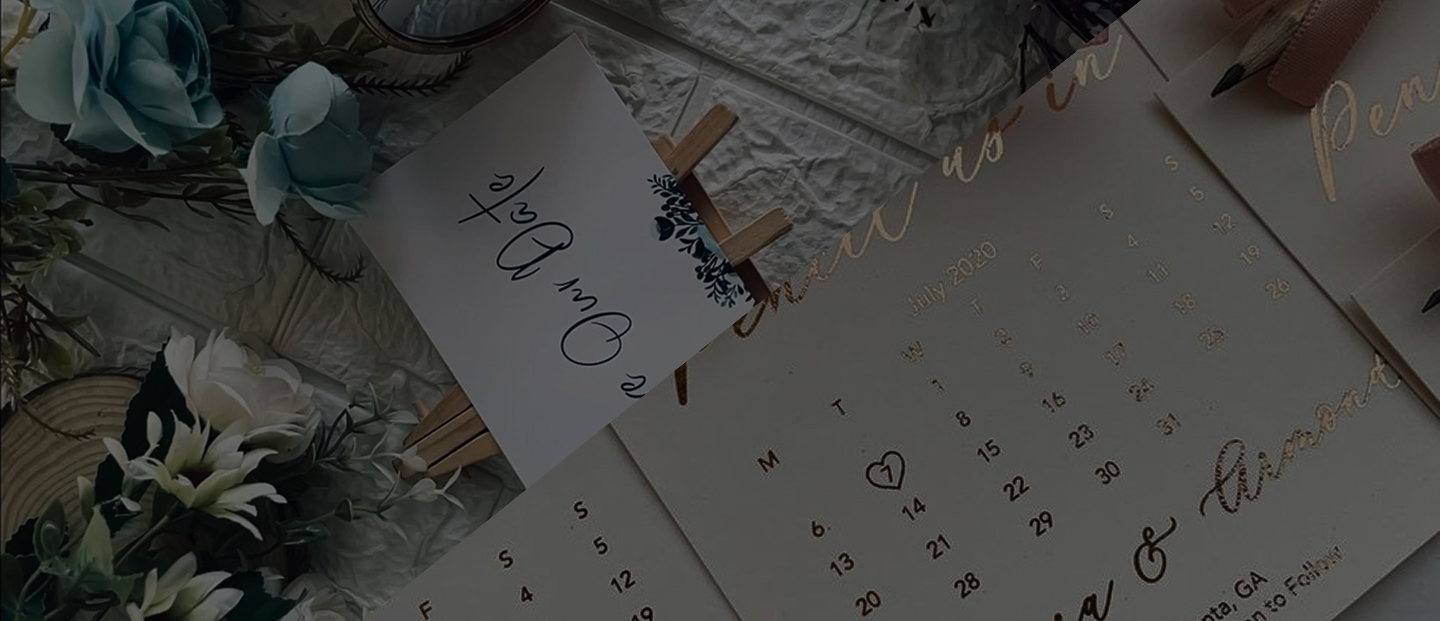 Our Date
us in
July 2020
M T W T F S S
1 2 3 4 5
6 7 8 9 10 11 12
13 14 15 16 17 18 19
20 21 22 23 24 25 26
28 29 30 31
& Armond
nta, GA
to Follow
Pen
F S S
4 5
12
19